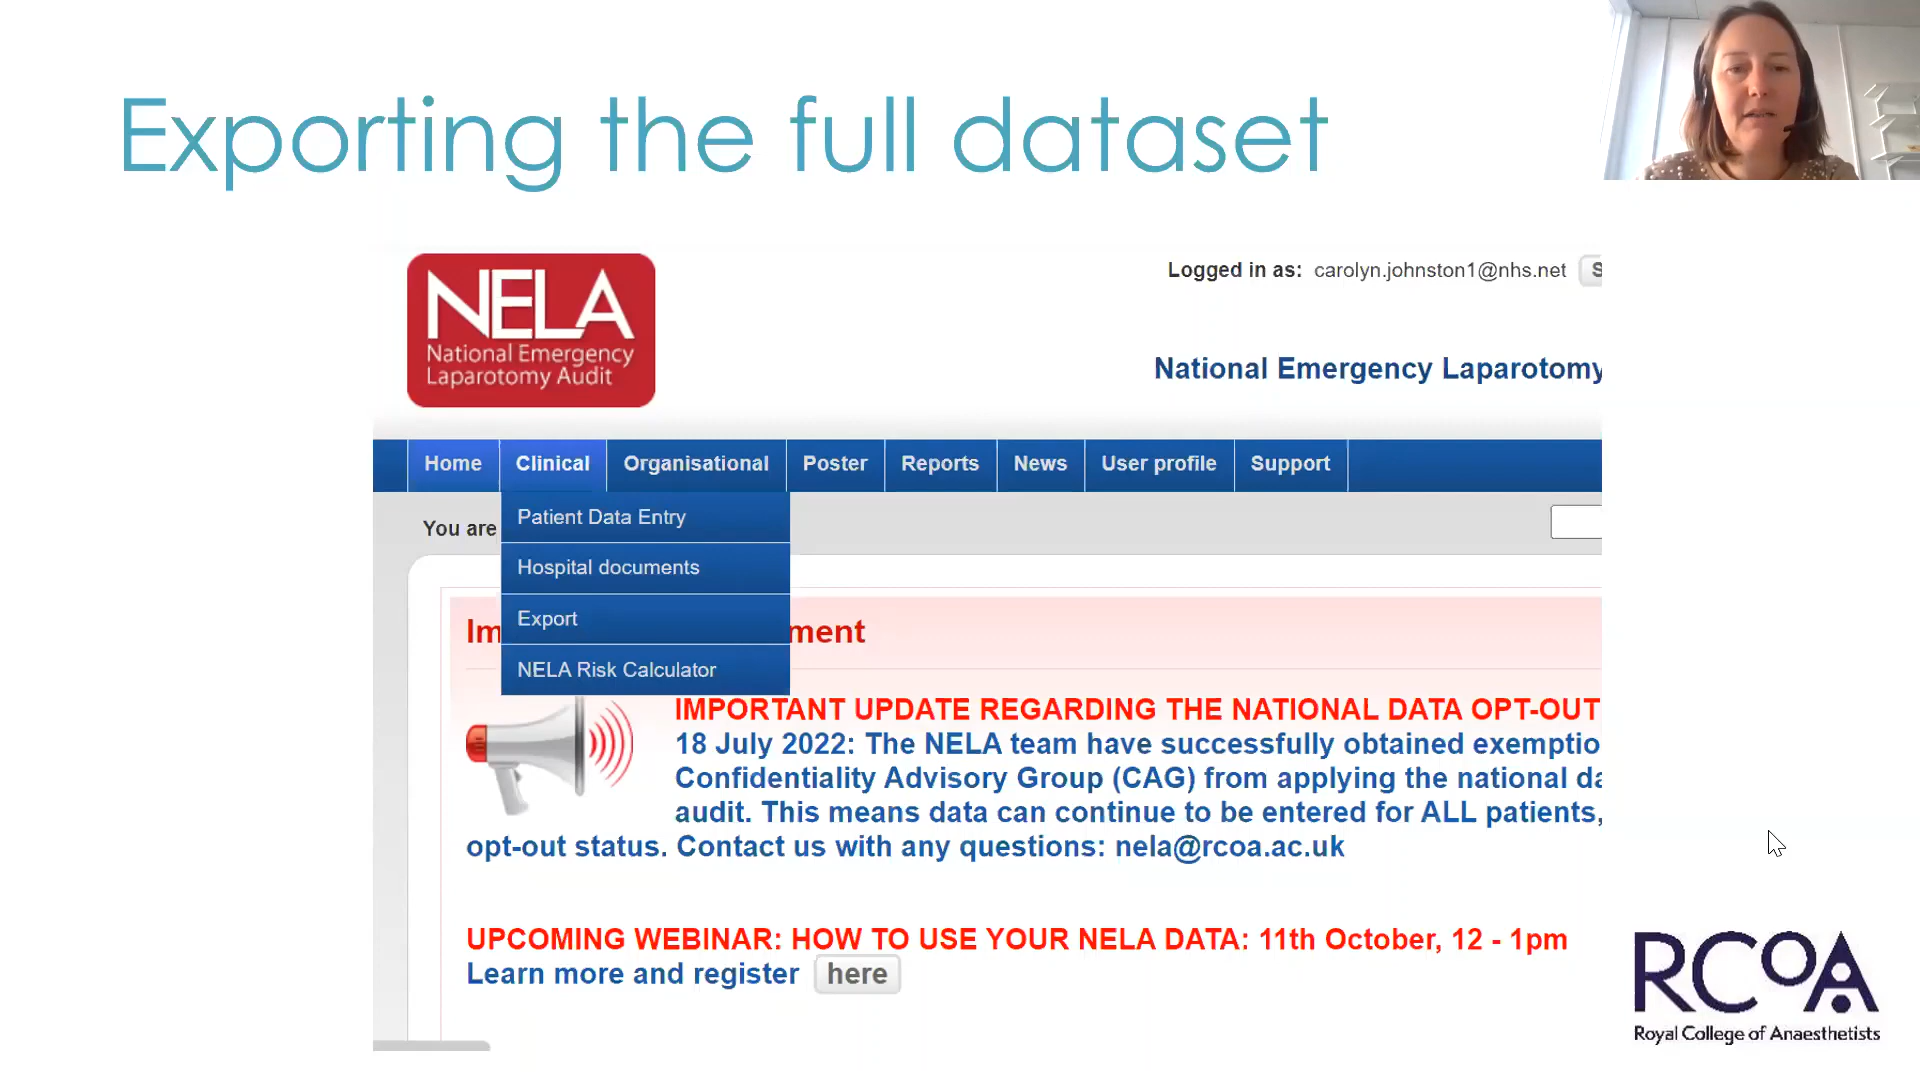 Exporting the full dataset
NELA
National Emergency
Laparotomy Audit
Logged in as: carolyn.johnston1@nhs.net
National Emergency Laparotomy
Home Clinical Organisational Poster Reports News User profile Support
You are
Patient Data Entry
Hospital documents
Export
NELA Risk Calculator
Im ment
IMPORTANT UPDATE REGARDING THE NATIONAL DATA OPT-OUT
18 July 2022: The NELA team have successfully obtained exemptio
Confidentiality Advisory Group (CAG) from applying the national da
audit. This means data can continue to be entered for ALL patients,
opt-out status. Contact us with any questions: nela@rcoa.ac.uk
UPCOMING WEBINAR: HOW TO USE YOUR NELA DATA: 11th October, 12 - 1pm
Learn more and register here
RCOA
Royal College of Anaesthetists